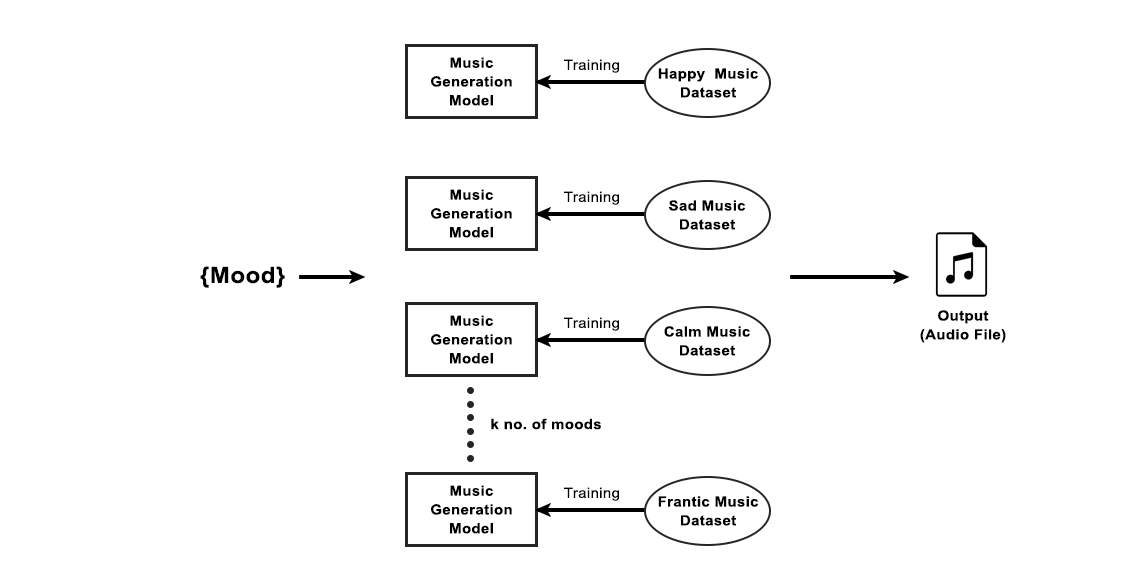 Music
Generation
Model
Training
Happy Music
Dataset
Music
Generation
Model
Training
Sad Music
Dataset
{Mood}
Music
Generation
Model
Training
Calm Music
Dataset
Output
(Audio File)
k no. of moods
Music
Generation
Model
Training
Frantic Music
Dataset